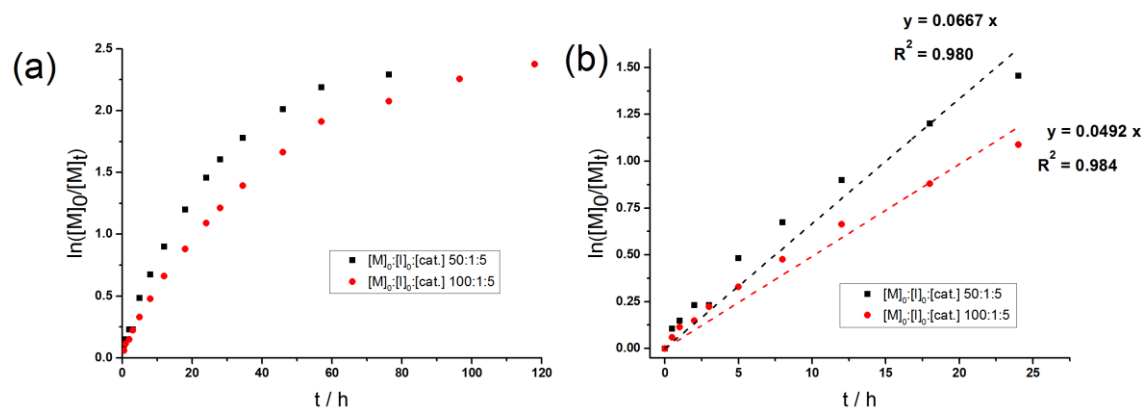 (a)
ln([M]0/[M]t)
2.5
2.0
1.5
1.0
0.5
0.0
0
20
40
60
80
100
120
t / h
[M]0:[I]0:[cat.] 50:1:5
[M]0:[I]0:[cat.] 100:1:5
(b)
ln([M]0/[M]t)
1.50
1.25
1.00
0.75
0.50
0.25
0.00
0
5
10
15
20
25
t / h
y = 0.0667 x
R2 = 0.980
y = 0.0492 x
R2 = 0.984
[M]0:[I]0:[cat.] 50:1:5
[M]0:[I]0:[cat.] 100:1:5